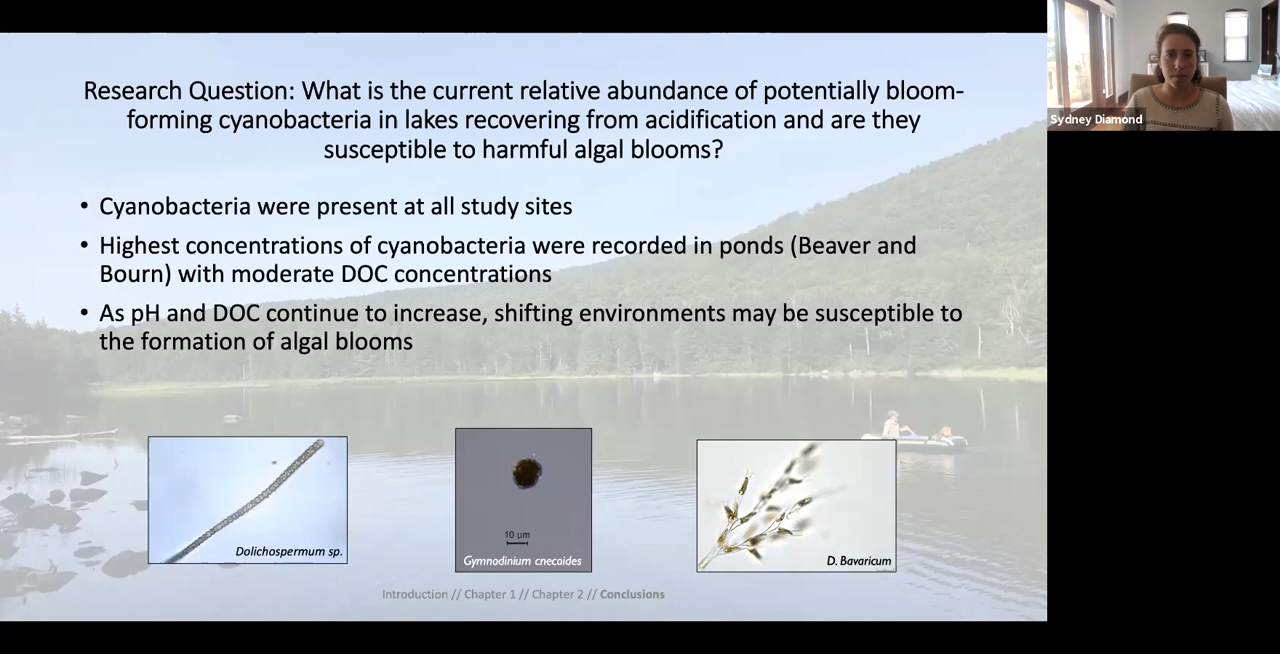 Research Question: What is the current relative abundance of potentially bloom-
forming cyanobacteria in lakes recovering from acidification and are they
susceptible to harmful algal blooms?
• Cyanobacteria were present at all study sites
• Highest concentrations of cyanobacteria were recorded in ponds (Beaver and
Bourn) with moderate DOC concentrations
• As pH and DOC continue to increase, shifting environments may be susceptible to
the formation of algal blooms
Dolichospermum sp.
10 µm
Gymnodinium cnecoides
D. Bavaricum
Introduction // Chapter 1 // Chapter 2 // Conclusions
Sydney Diamond